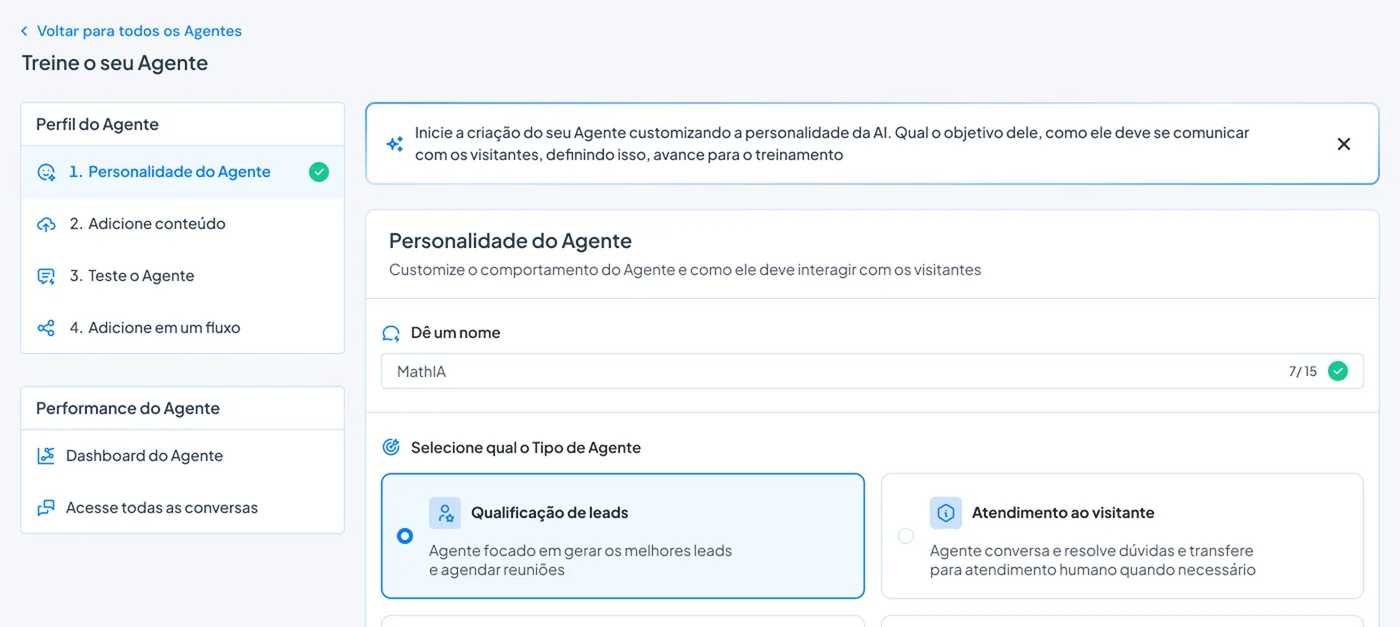 Voltar para todos os Agentes
Treine o seu Agente
Perfil do Agente
1. Personalidade do Agente
2. Adicione conteúdo
3. Teste o Agente
4. Adicione em um fluxo
Performance do Agente
Dashboard do Agente
Acesse todas as conversas
Inicie a criação do seu Agente customizando a personalidade da AI. Qual o objetivo dele, como ele deve se comunicar
com os visitantes, definindo isso, avance para o treinamento
Personalidade do Agente
Customize o comportamento do Agente e como ele deve interagir com os visitantes
Dê um nome
MathIA 7/15
Selecione qual o Tipo de Agente
Qualificação de leads
Agente focado em gerar os melhores leads
e agendar reuniões
Atendimento ao visitante
Agente conversa e resolve dúvidas e transfere
para atendimento humano quando necessário